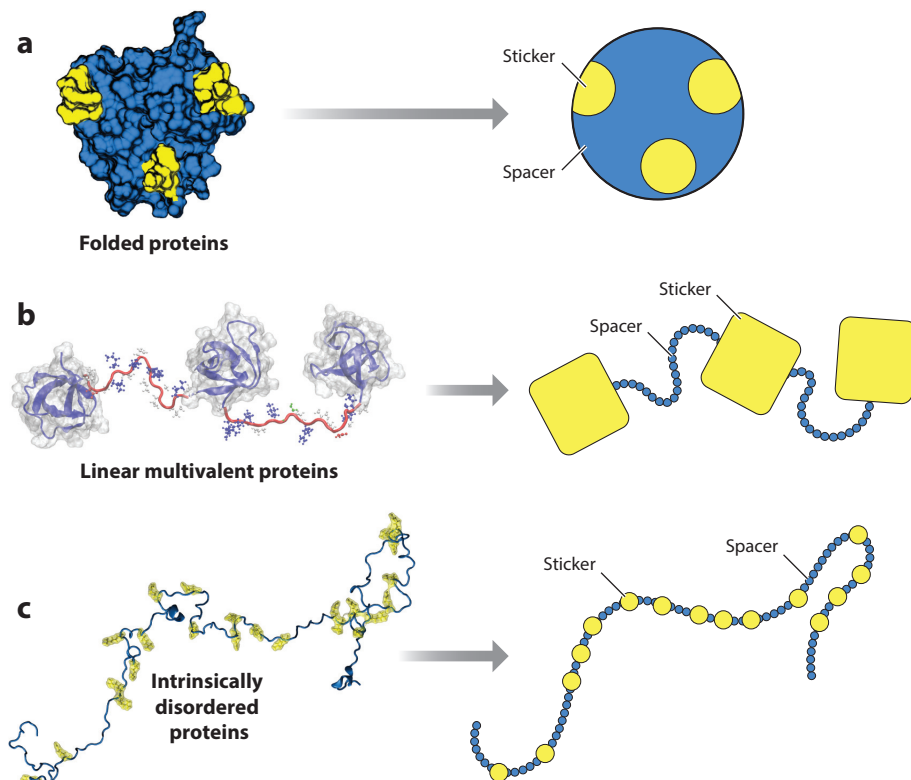 a
Sticker
Spacer
Folded proteins
b
Sticker
Spacer
Linear multivalent proteins
c
Sticker
Spacer
Intrinsically
disordered
proteins